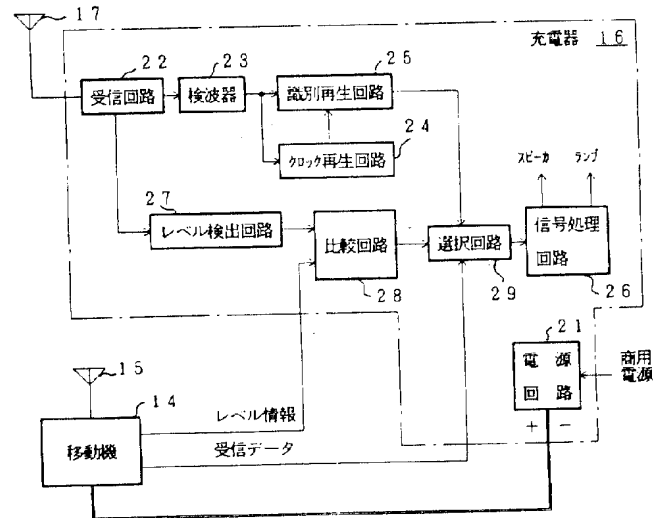 17
充電器 16
22
23
25
受信回路
検波器
識別再生回路
24
クロック再生回路
スピーカ
ランプ
27
レベル検出回路
比較回路
選択回路
信号処理
回路
28
29
26
21
15
電源
回路
商用
電源
14
レベル情報
+ −
移動機
受信データ